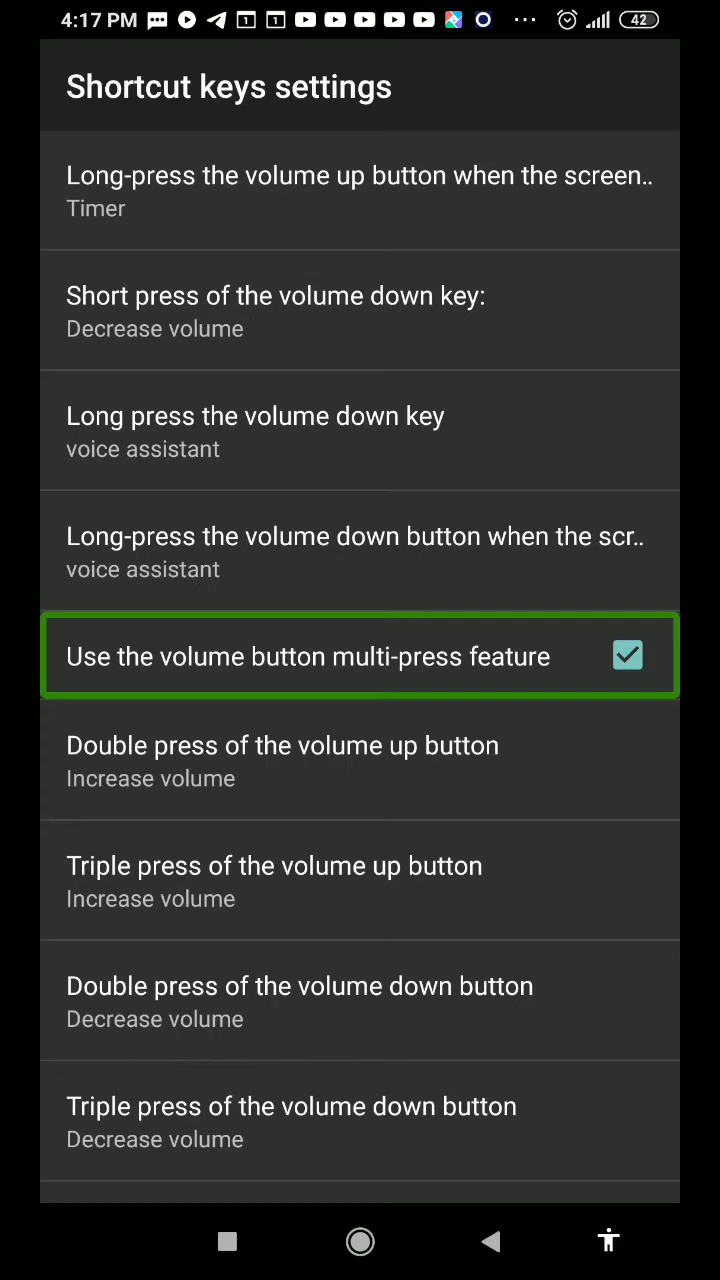 4:17 PM
1
1
42
Shortcut keys settings
Long-press the volume up button when the screen..
Timer
Short press of the volume down key:
Decrease volume
Long press the volume down key
voice assistant
Long-press the volume down button when the scr..
voice assistant
Use the volume button multi-press feature
Double press of the volume up button
Increase volume
Triple press of the volume up button
Increase volume
Double press of the volume down button
Decrease volume
Triple press of the volume down button
Decrease volume